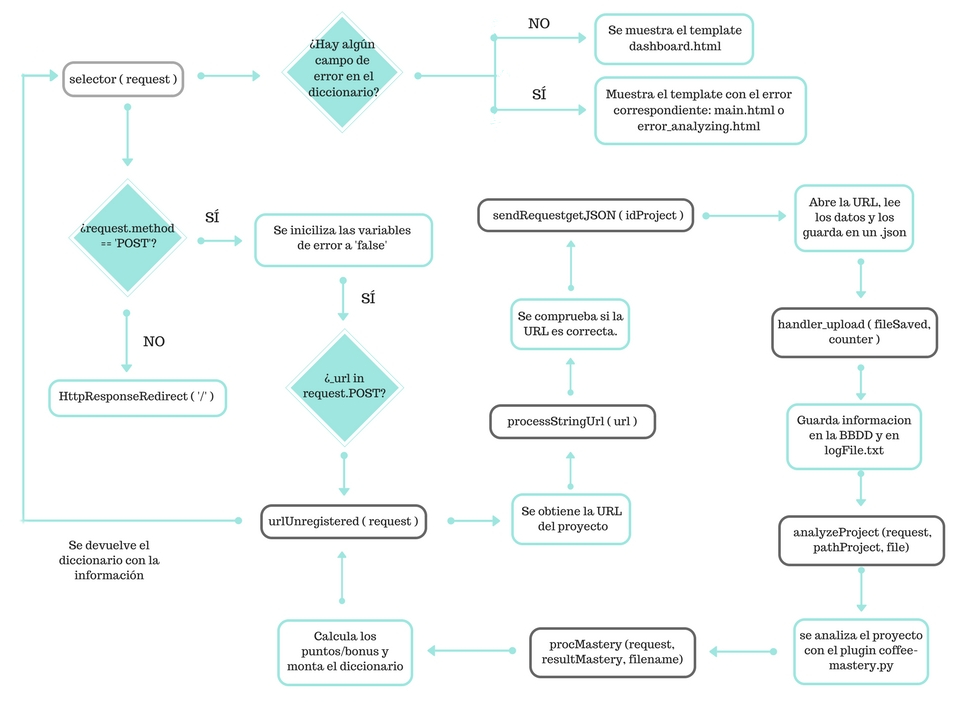 NO
Se muestra el template
dashboard.html
¿Hay algún
campo de
error en el
diccionario?
selector ( request )
SÍ
Muestra el template con el error
correspondiente: main.html o
error_analyzing.html
¿request.method
== 'POST'?
SÍ
Se iniciliza las variables
de error a 'false'
sendRequestgetJSON ( idProject )
Abre la URL, lee
los datos y los
guarda en un .json
SÍ
NO
HttpResponseRedirect ( '/' )
¿_url in
request.POST?
Se comprueba si la
URL es correcta.
handler_upload ( fileSaved,
counter )
processStringUrl ( url )
Guarda informacion
en la BBDD y en
logFile.txt
urlUnregistered ( request )
Se obtiene la URL
del proyecto
analyzeProject (request,
pathProject, file)
Se devuelve el
diccionario con la
información
Calcula los
puntos/bonus y
monta el diccionario
procMastery (request,
resultMastery, filename)
se analiza el proyecto
con el plugin coffee-
mastery.py